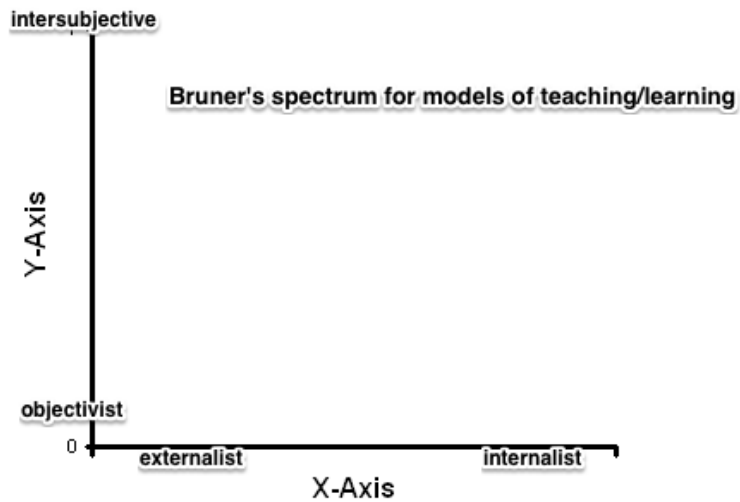 intersubjective
Bruner's spectrum for models of teaching/learning
Y-Axis
objectivist
0
externalist
internalist
X-Axis